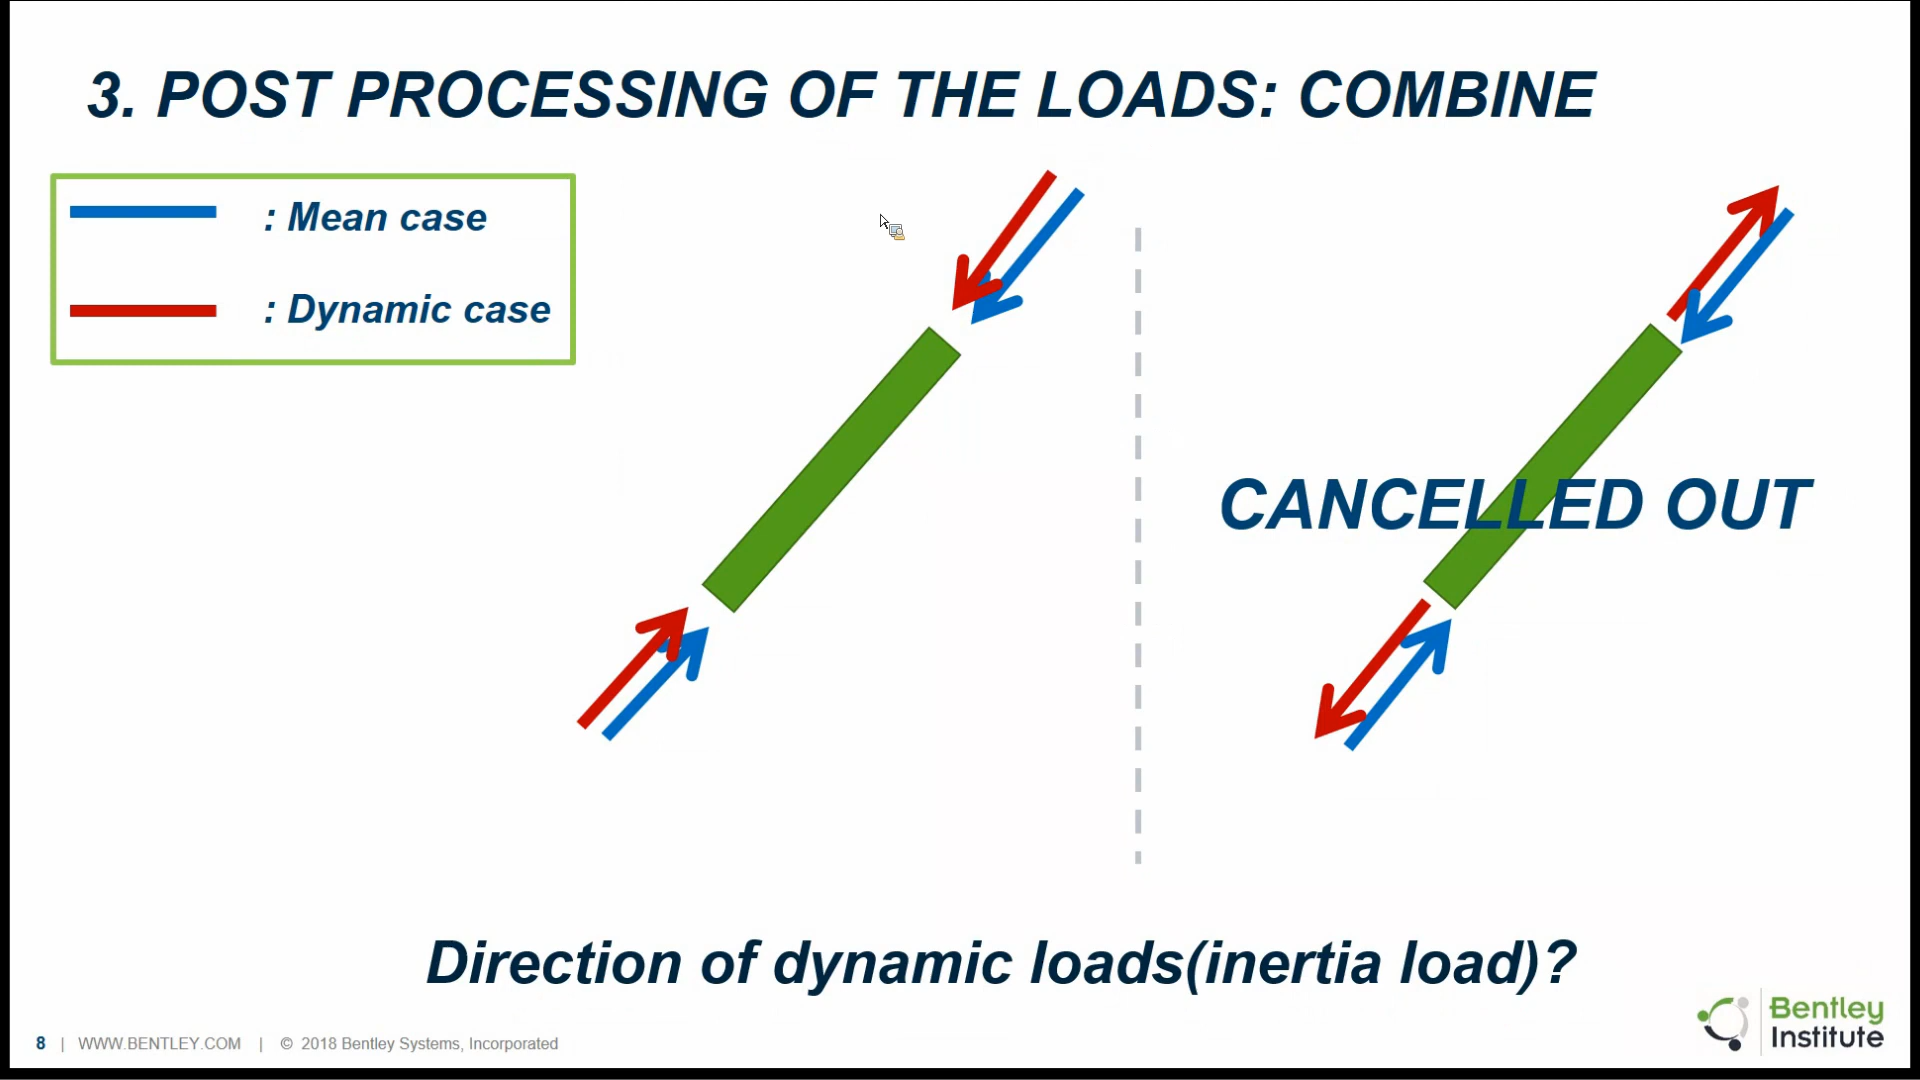 3. POST PROCESSING OF THE LOADS: COMBINE
: Mean case
: Dynamic case
CANCELLED OUT
Direction of dynamic loads(inertia load)?
8 | WWW.BENTLEY.COM | © 2018 Bentley Systems, Incorporated
Bentley
Institute